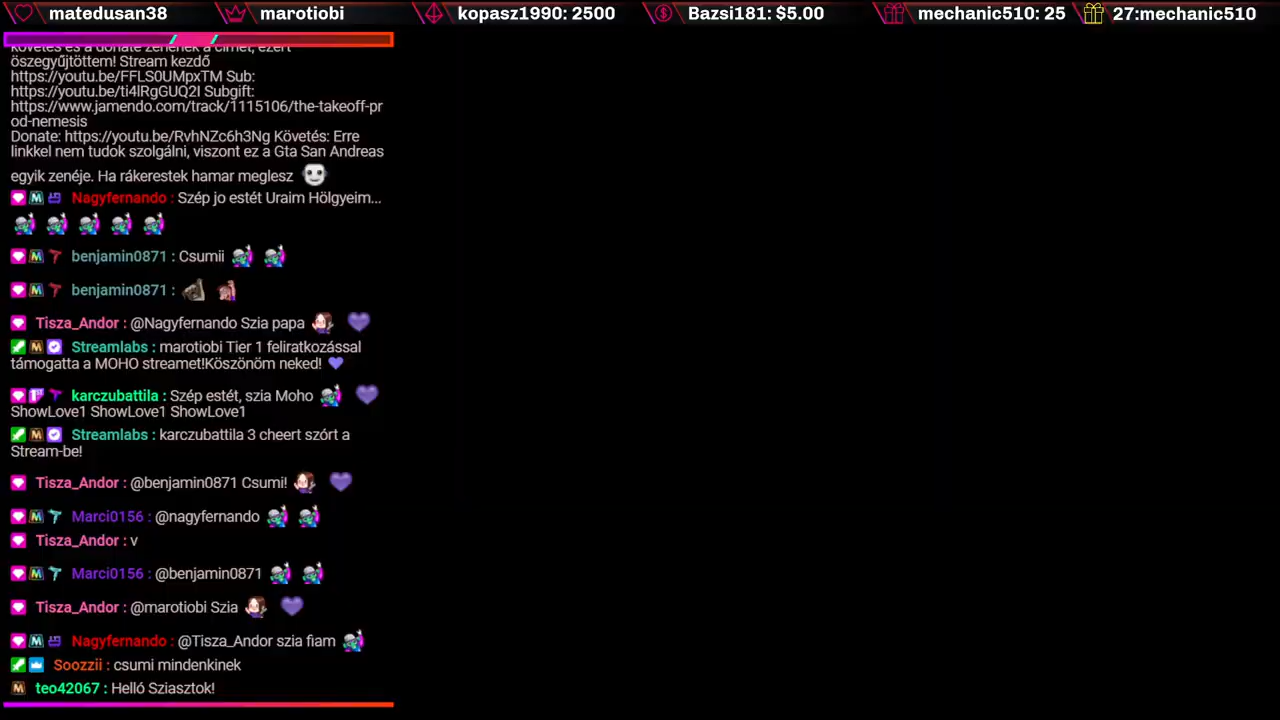 matedusan38 marotiobi kopasz1990: 2500 Bazsi181: $5.00 mechanic510: 25 27:mechanic510
követés és a donate zenének a címét, ezért
öszegyűjtöttem! Stream kezdő
https://youtu.be/FFLS0UMpxTM Sub:
https://youtu.be/ti4lRgGUQ2I Subgift:
https://www.jamendo.com/track/1115106/the-takeoff-pr
od-nemesis
Donate: https://youtu.be/RvhNZc6h3Ng Követés: Erre
linkkel nem tudok szolgálni, viszont ez a Gta San Andreas
egyik zenéje. Ha rákerestek hamar meglesz
Nagyfernando : Szép jo estét Uraim Hölgyeim...
benjamin0871 : Csumii
benjamin0871 :
Tisza_Andor : @Nagyfernando Szia papa
Streamlabs : marotiobi Tier 1 feliratkozással
támogatta a MOHO streamet!Köszönöm neked!
karczubattila : Szép estét, szia Moho
ShowLove1 ShowLove1 ShowLove1
Streamlabs : karczubattila 3 cheert szórt a
Stream-be!
Tisza_Andor : @benjamin0871 Csumi!
Marci0156 : @nagyfernando
Tisza_Andor : v
Marci0156 : @benjamin0871
Tisza_Andor : @marotiobi Szia
Nagyfernando : @Tisza_Andor szia fiam
Soozzii : csumi mindenkinek
teo42067 : Helló Sziasztok!